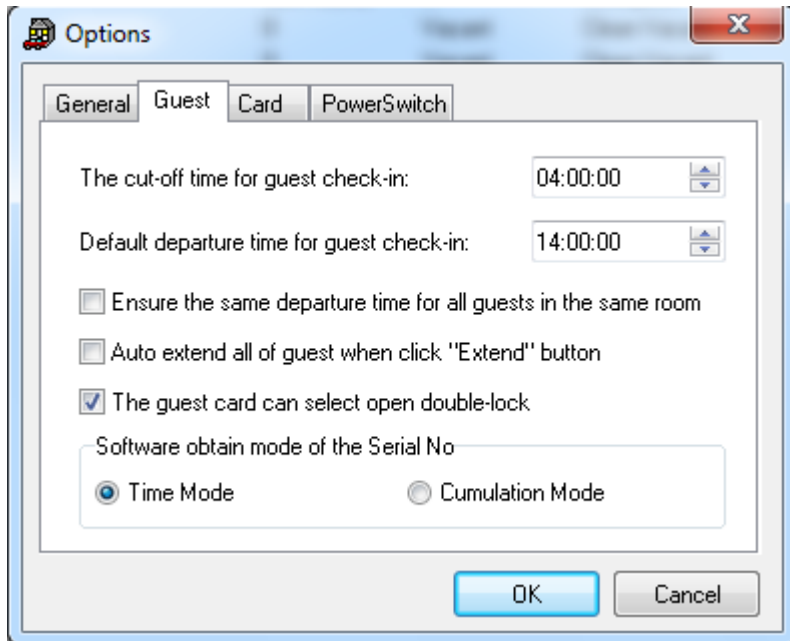 Options
General Guest Card PowerSwitch
The cut-off time for guest check-in: 04:00:00
Default departure time for guest check-in: 14:00:00
Ensure the same departure time for all guests in the same room
Auto extend all of guest when click "Extend" button
The guest card can select open double-lock
Software obtain mode of the Serial No
Time Mode Cumulation Mode
OK Cancel